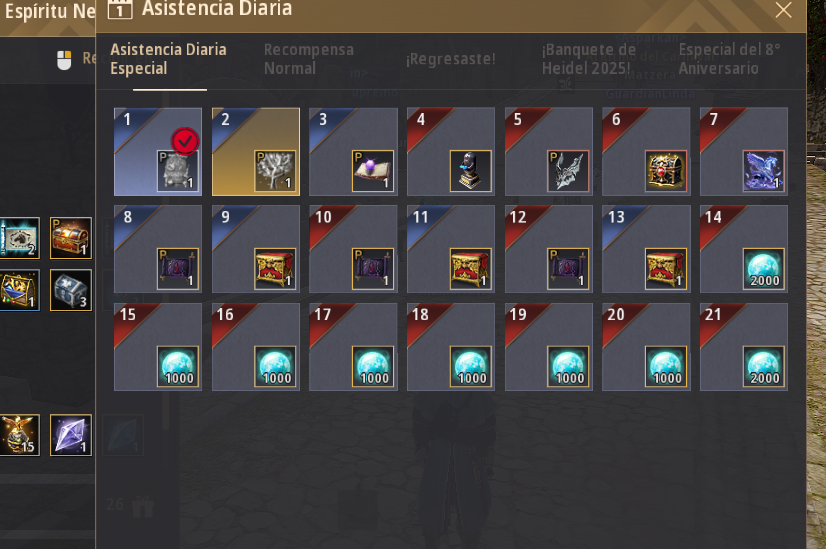 Espíritu Ne
1
Asistencia Diaria
Re
Asistencia Diaria
Especial
Recompensa
Normal
¡Regresaste!
¡Banquete de
Heidel 2025!
Especial del 8°
Aniversario
1
2
3
4
5
6
7
1
P
1
P
1
P
1
8
9
10
11
12
13
14
P
1
1
P
1
1
P
1
1
2000
15
16
17
18
19
20
21
1000
1000
1000
1000
1000
1000
2000
2
P
1
1
3
15
1
26